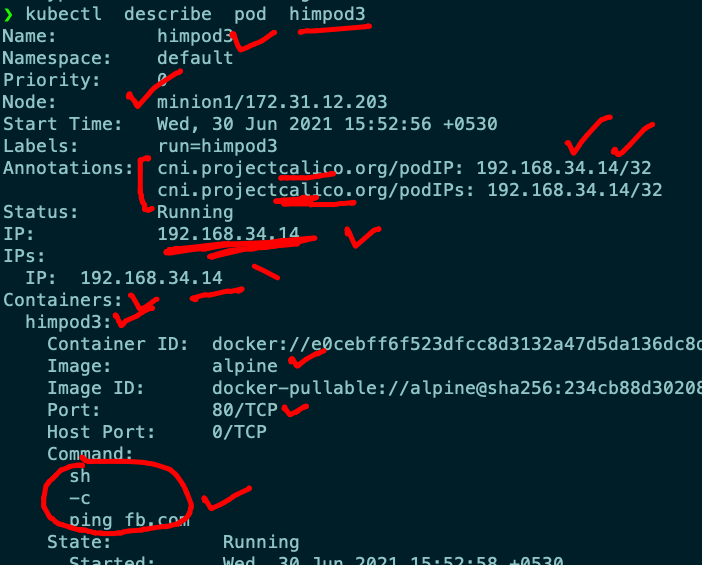 ❯ kubectl  describe  pod  himpod3
Name:         himpod3
Namespace:    default
Priority:     0
Node:         minion1/172.31.12.203
Start Time:   Wed, 30 Jun 2021 15:52:56 +0530
Labels:       run=himpod3
Annotations:  cni.projectcalico.org/podIP: 192.168.34.14/32
              cni.projectcalico.org/podIPs: 192.168.34.14/32
Status:       Running
IP:           192.168.34.14
IPs:
  IP:  192.168.34.14
Containers:
  himpod3:
    Container ID:  docker://e0cebff6f523dfcc8d3132a47d5da136dc8d
    Image:         alpine
    Image ID:      docker-pullable://alpine@sha256:234cb88d30208
    Port:          80/TCP
    Host Port:     0/TCP
    Command:
      sh
      -c
      ping fb.com
    State:          Running
      Started:      Wed, 30 Jun 2021 15:52:58 +0530